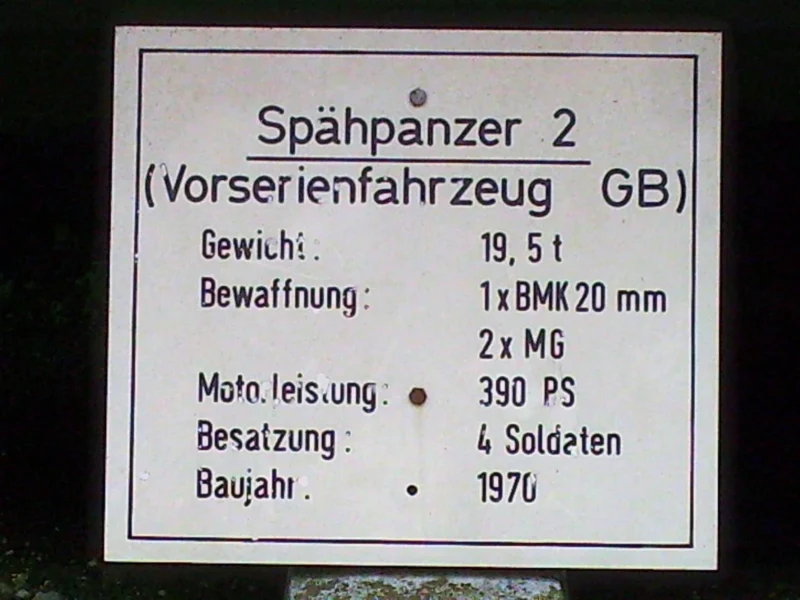 Spähpanzer 2
(Vorserienfahrzeug GB)
Gewicht: 19,5 t
Bewaffnung: 1xBMK 20 mm
2x MG
Motorleistung: 390 PS
Besatzung: 4 Soldaten
Baujahr: 1970